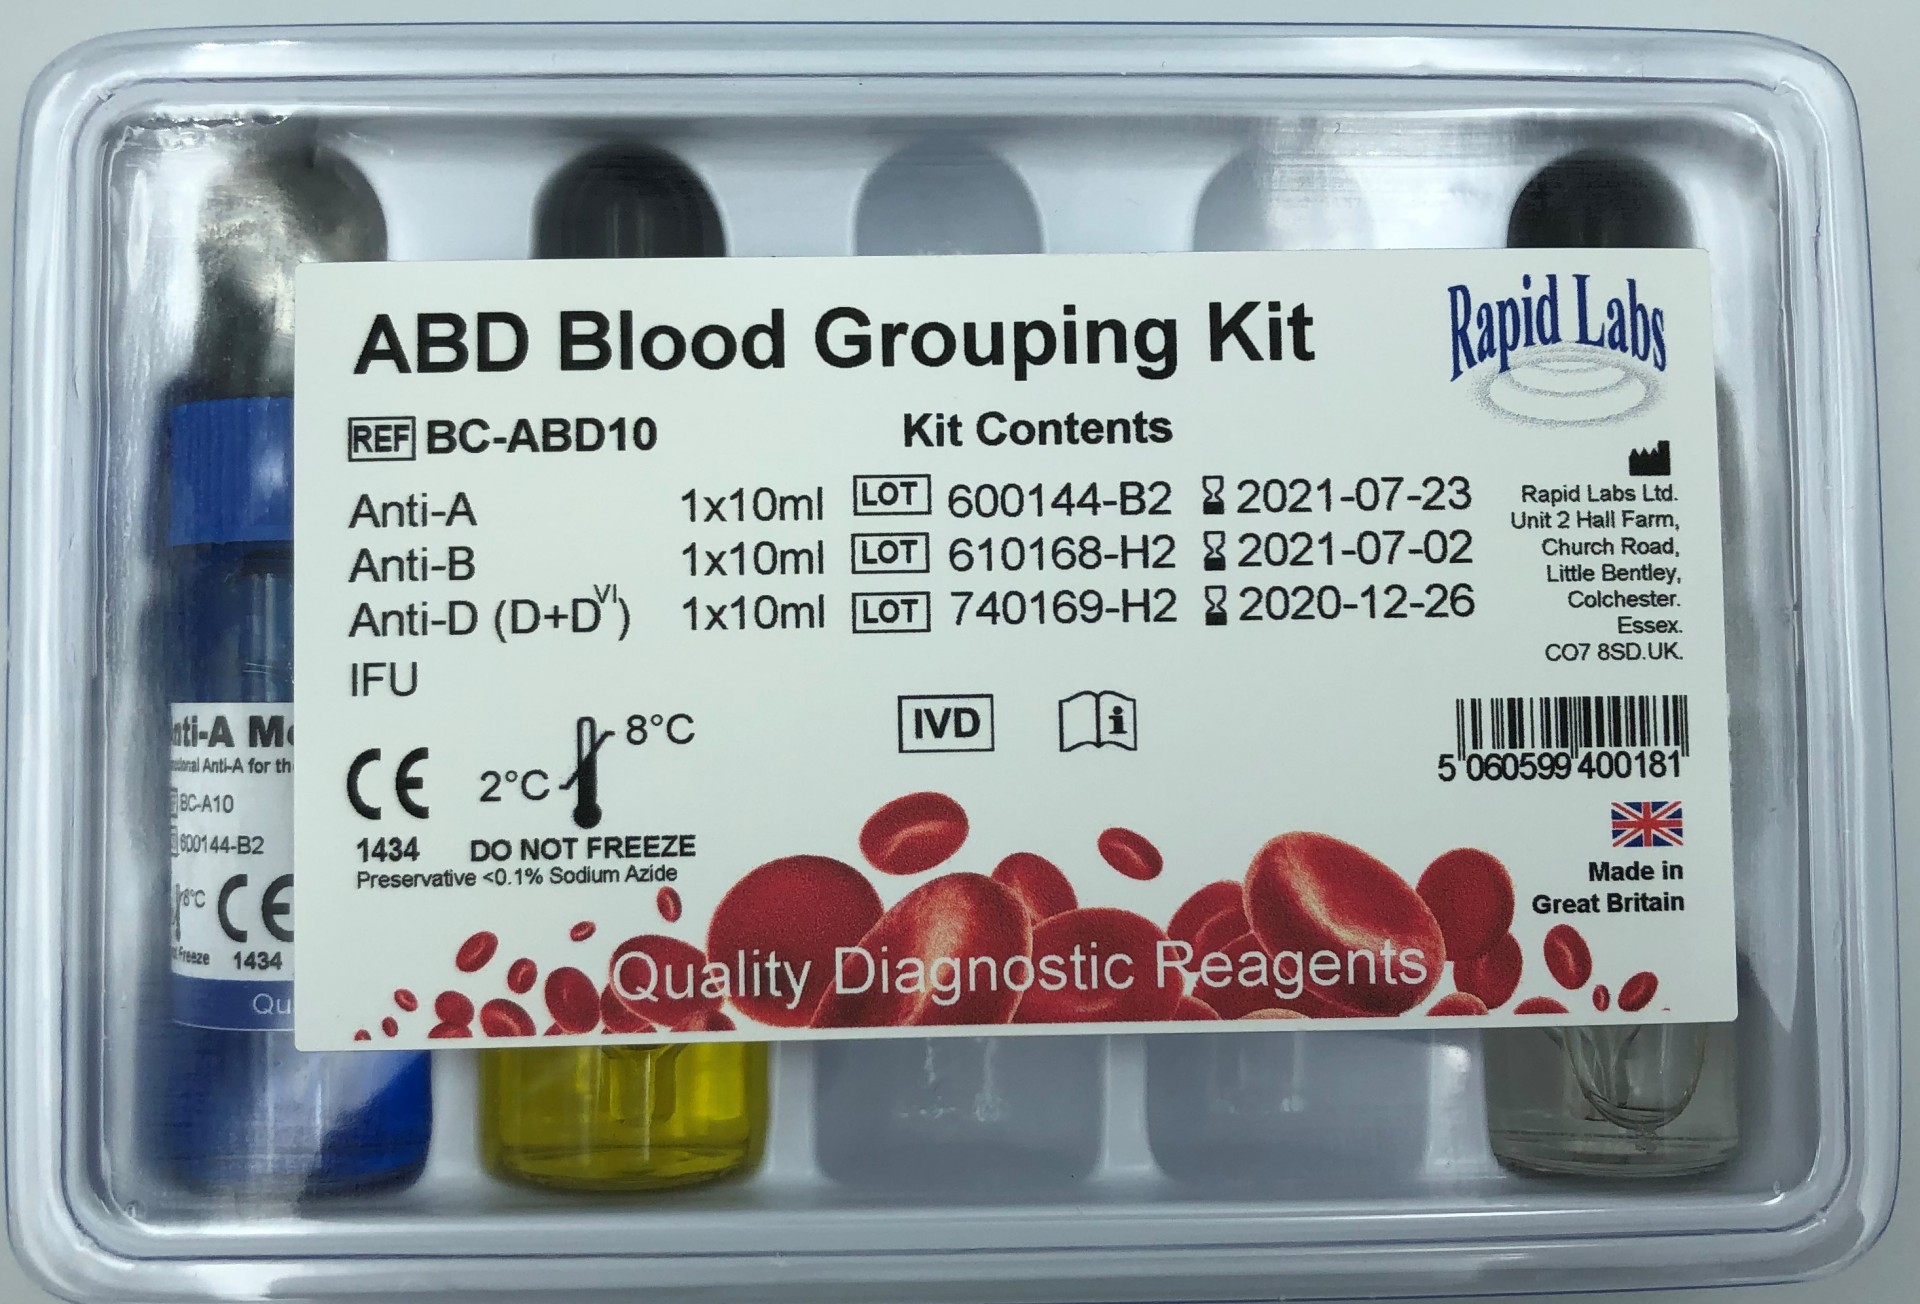 ABD Blood Grouping Kit
Rapid Labs
REF BC-ABD10
Kit Contents
Anti-A 1x10ml LOT 600144-B2 2021-07-23
Anti-B 1x10ml LOT 610168-H2 2021-07-02
Anti-D (D+Dⱽᴵ) 1x10ml LOT 740169-H2 2020-12-26
IFU
Rapid Labs Ltd.
Unit 2 Hall Farm,
Church Road,
Little Bentley,
Colchester.
Essex.
CO7 8SD.UK.
8°C
2°C
CE
1434
DO NOT FREEZE
Preservative <0.1% Sodium Azide
IVD
i
5 060599 400181
Made in
Great Britain
Quality Diagnostic Reagents
Anti-A for th
BC-A10
600144-B2
8°C
CE
1434